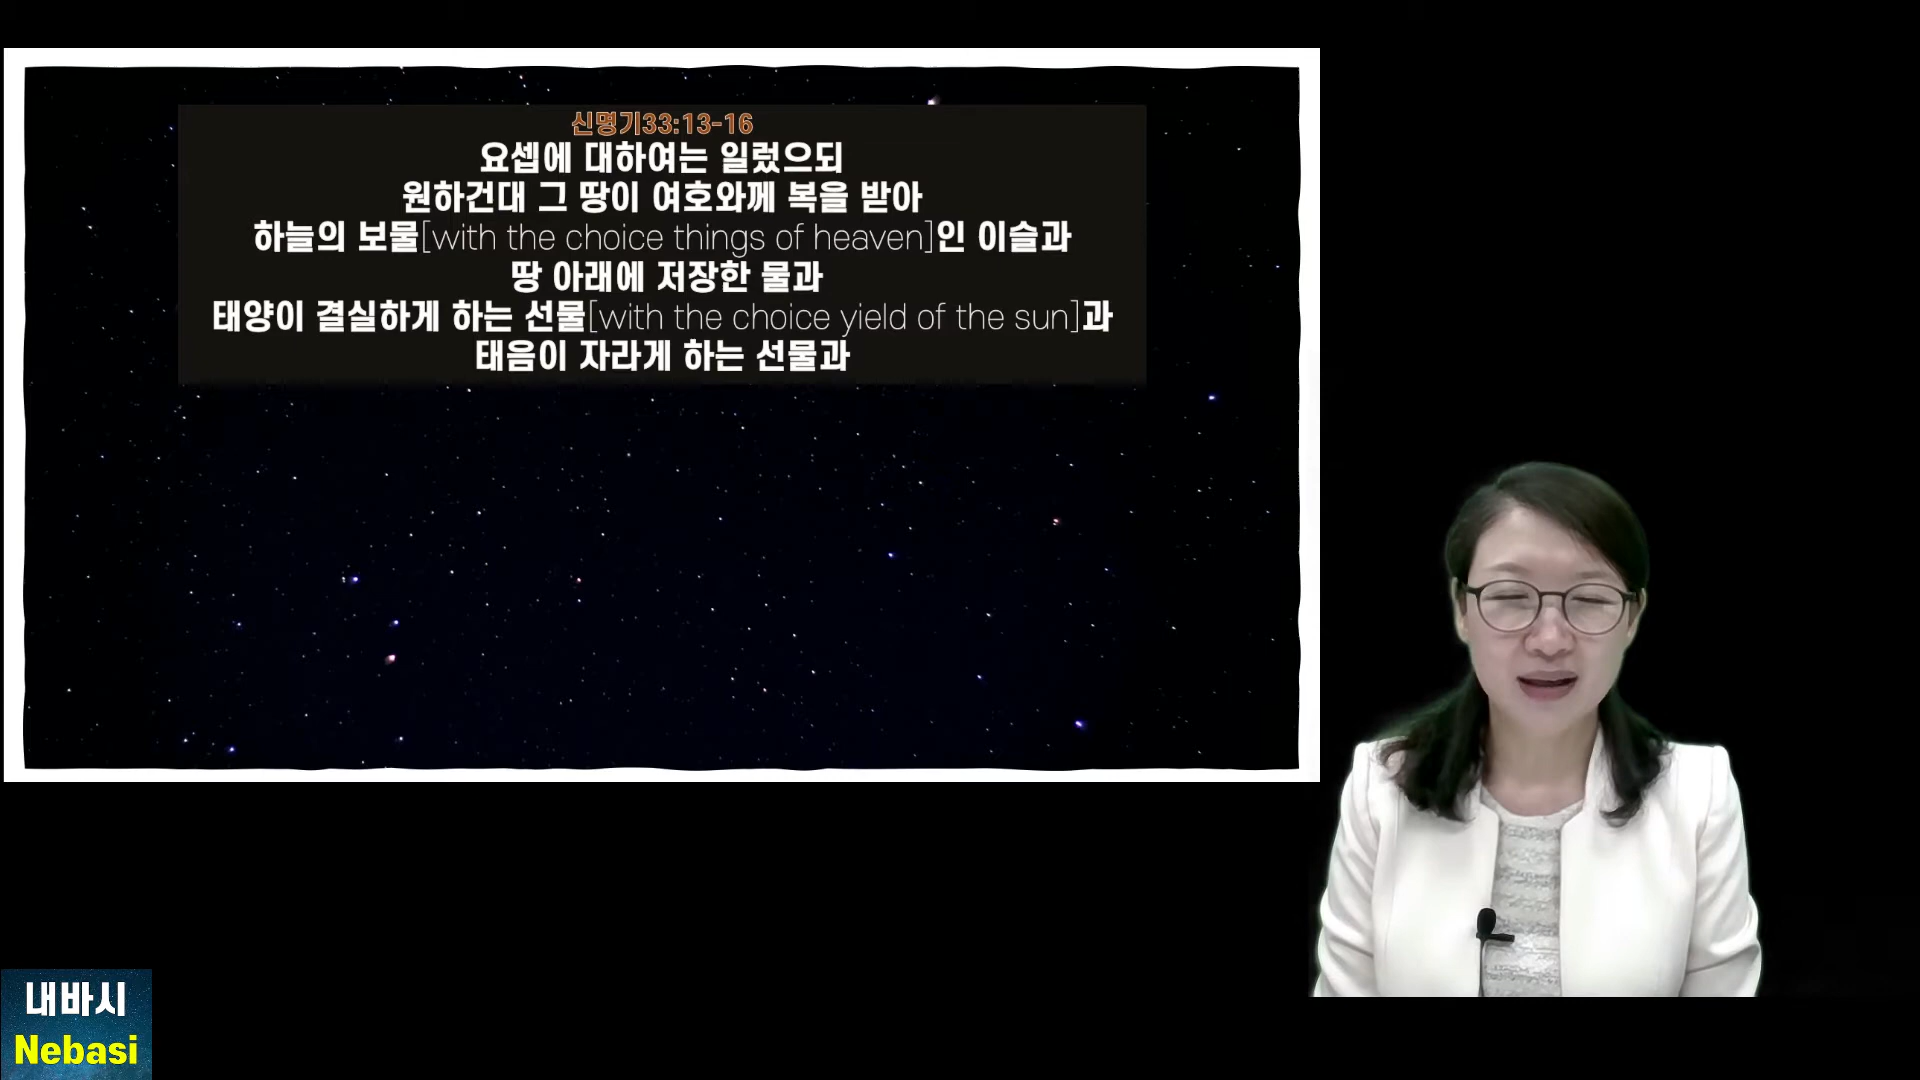 신명기33:13-16
요셉에 대하여는 일렀으되
원하건대 그 땅이 여호와께 복을 받아
하늘의 보물[with the choice things of heaven]인 이슬과
땅 아래에 저장한 물과
태양이 결실하게 하는 선물[with the choice yield of the sun]과
태음이 자라게 하는 선물과
내바시
Nebasi